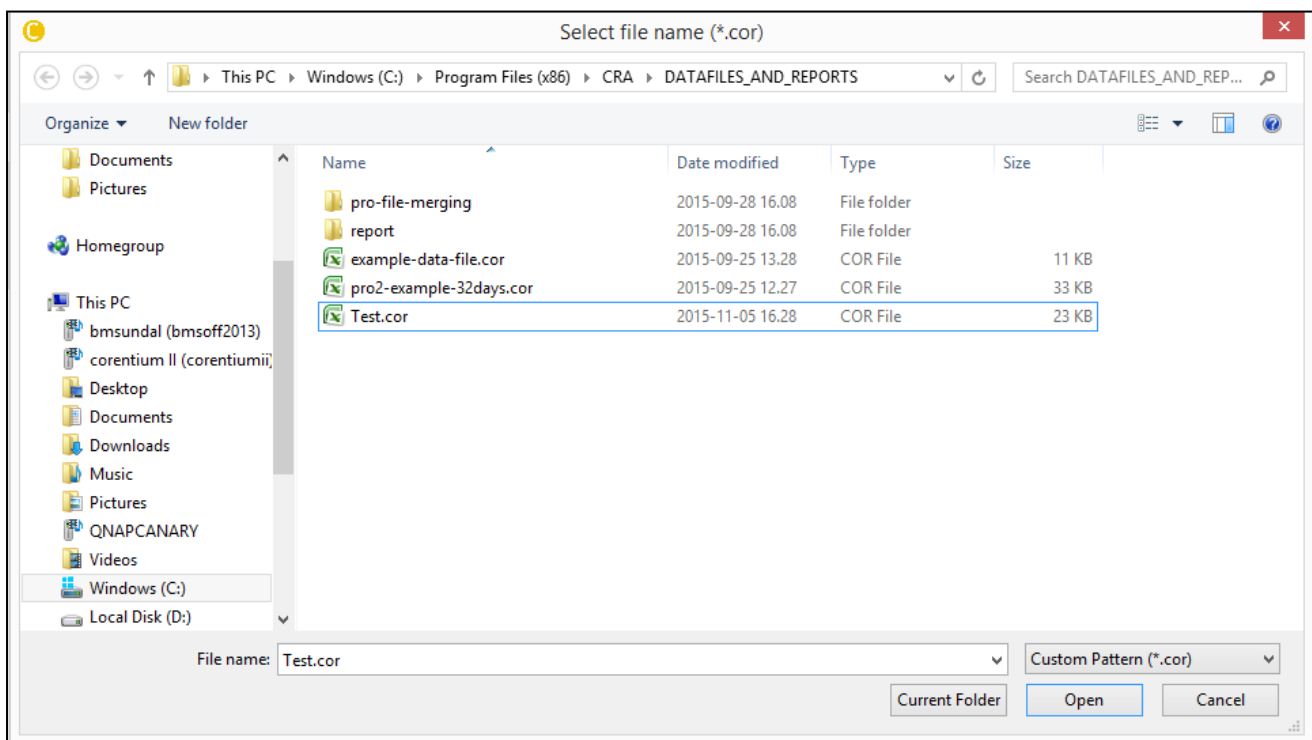 Select file name (*.cor)
This PC Windows (C:) Program Files (x86) CRA DATAFILES_AND_REPORTS Search DATAFILES_AND_REP...
Organize New folder
Documents
Pictures
Homegroup
This PC
bmsundal (bmsoff2013)
corentium II (corentiumii)
Desktop
Documents
Downloads
Music
Pictures
QNAPCANARY
Videos
Windows (C:)
Local Disk (D:)
Name Date modified Type Size
pro-file-merging 2015-09-28 16.08 File folder
report 2015-09-28 16.08 File folder
example-data-file.cor 2015-09-25 13.28 COR File 11 KB
pro2-example-32days.cor 2015-09-25 12.27 COR File 33 KB
Test.cor 2015-11-05 16.28 COR File 23 KB
File name: Test.cor Custom Pattern (*.cor)
Current Folder Open Cancel